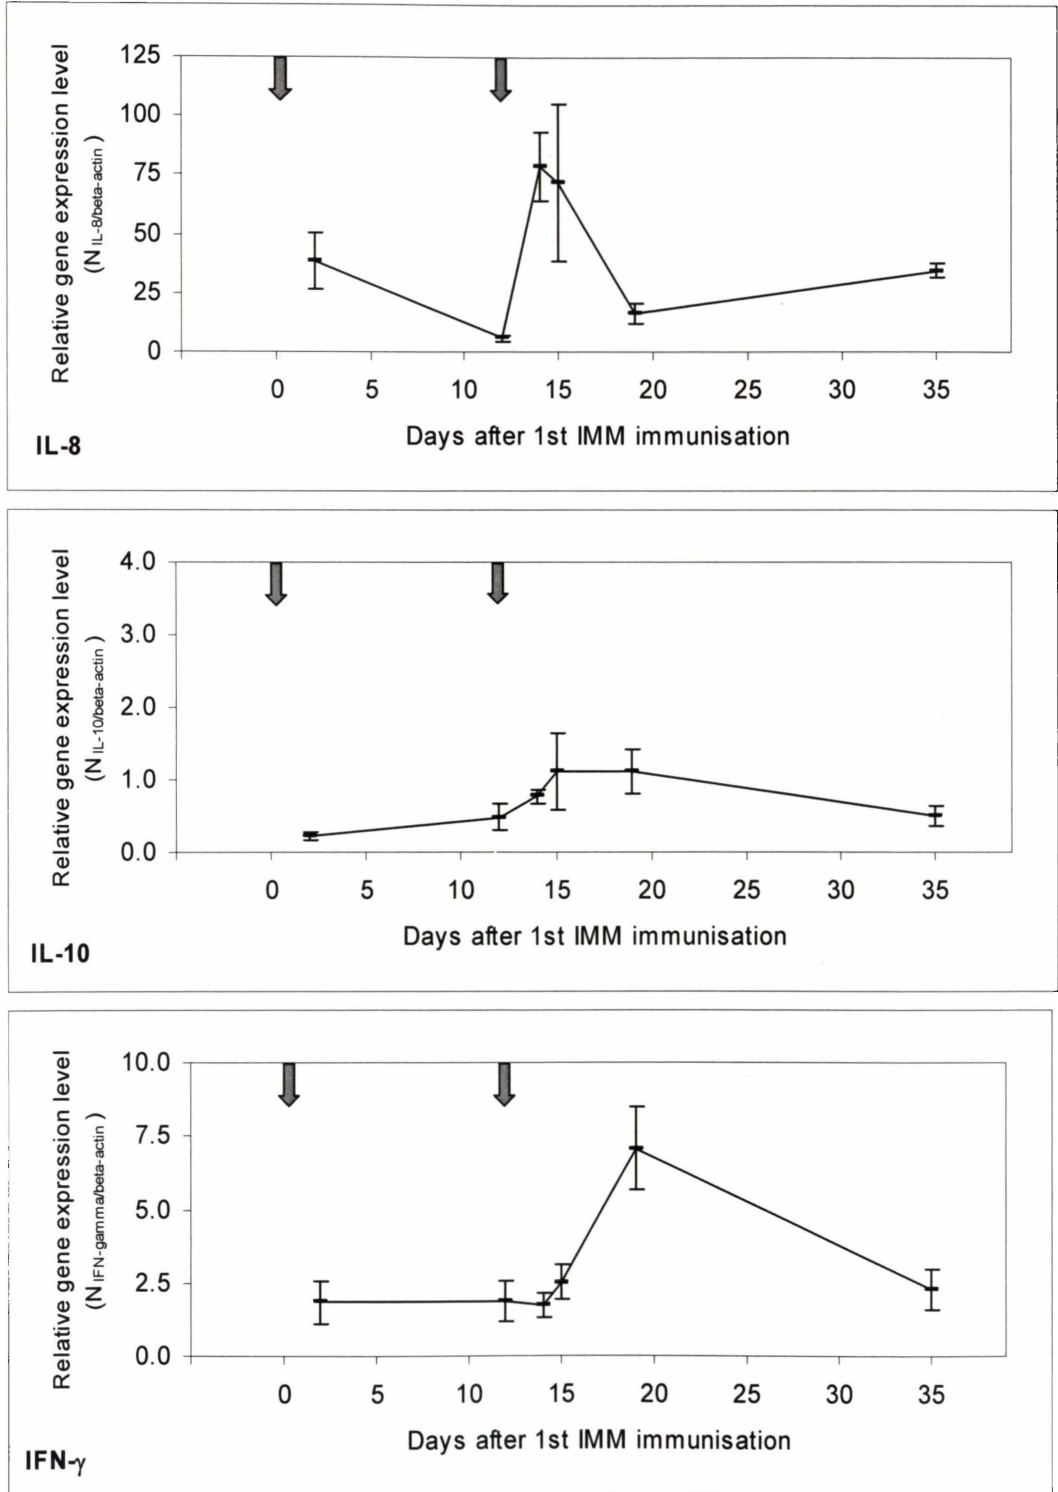 Relative gene expression level
(N IL-8/beta-actin )
125
100
75
50
25
0
0 5 10 15 20 25 30 35
Days after 1st IMM immunisation
IL-8
Relative gene expression level
(N IL-10/beta-actin )
4.0
3.0
2.0
1.0
0.0
0 5 10 15 20 25 30 35
Days after 1st IMM immunisation
IL-10
Relative gene expression level
(N IFN-gamma/beta-actin )
10.0
7.5
5.0
2.5
0.0
0 5 10 15 20 25 30 35
Days after 1st IMM immunisation
IFN-γ